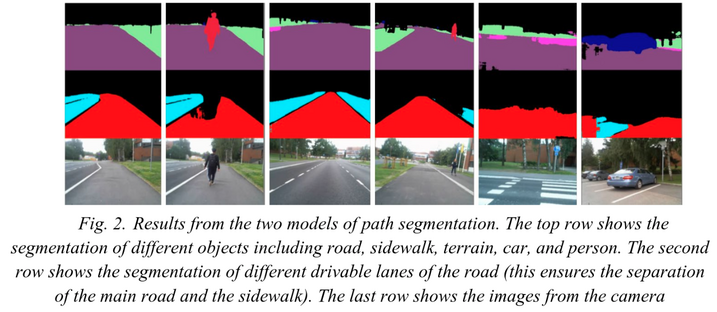 Fig. 2. Results from the two models of path segmentation. The top row shows the
segmentation of different objects including road, sidewalk, terrain, car, and person. The second
row shows the segmentation of different drivable lanes of the road (this ensures the separation
of the main road and the sidewalk). The last row shows the images from the camera